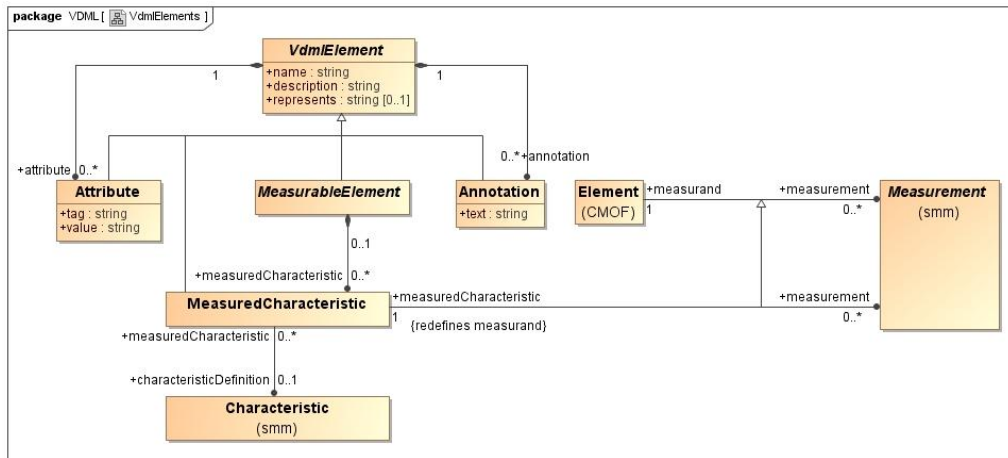 package VDML [ VdmlElements ]
VdmlElement
+name : string
+description : string
+represents : string [0..1]
1
1
+attribute 0..*
0..* +annotation
Attribute
+tag : string
+value : string
MeasurableElement
Annotation
+text : string
Element
(CMOF)
+measurand
1
+measurement
0..*
Measurement
(smm)
0..1
+measuredCharacteristic 0..*
MeasuredCharacteristic
+measuredCharacteristic
1
{redefines measurand}
+measurement
0..*
+measuredCharacteristic 0..*
+characteristicDefinition 0..1
Characteristic
(smm)